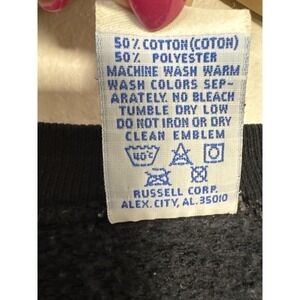 50% COTTON(COTON)
50% POLYESTER
MACHINE WASH WARM
WASH COLORS SEP-
ARATELY. NO BLEACH
TUMBLE DRY LOW
DO NOT IRON OR DRY
CLEAN EMBLEM
40°C
RUSSELL CORP.
ALEX. CITY, AL. 35010